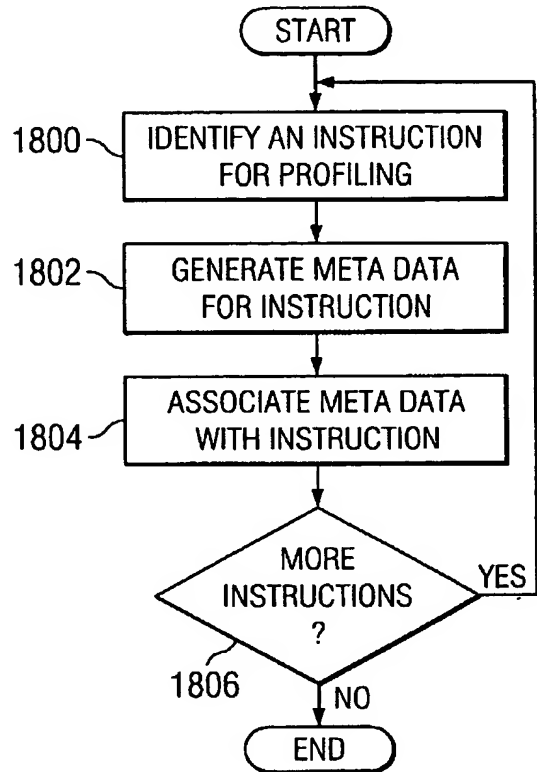 START
1800
IDENTIFY AN INSTRUCTION
FOR PROFILING
1802
GENERATE META DATA
FOR INSTRUCTION
1804
ASSOCIATE META DATA
WITH INSTRUCTION
MORE
INSTRUCTIONS
?
YES
1806
NO
END